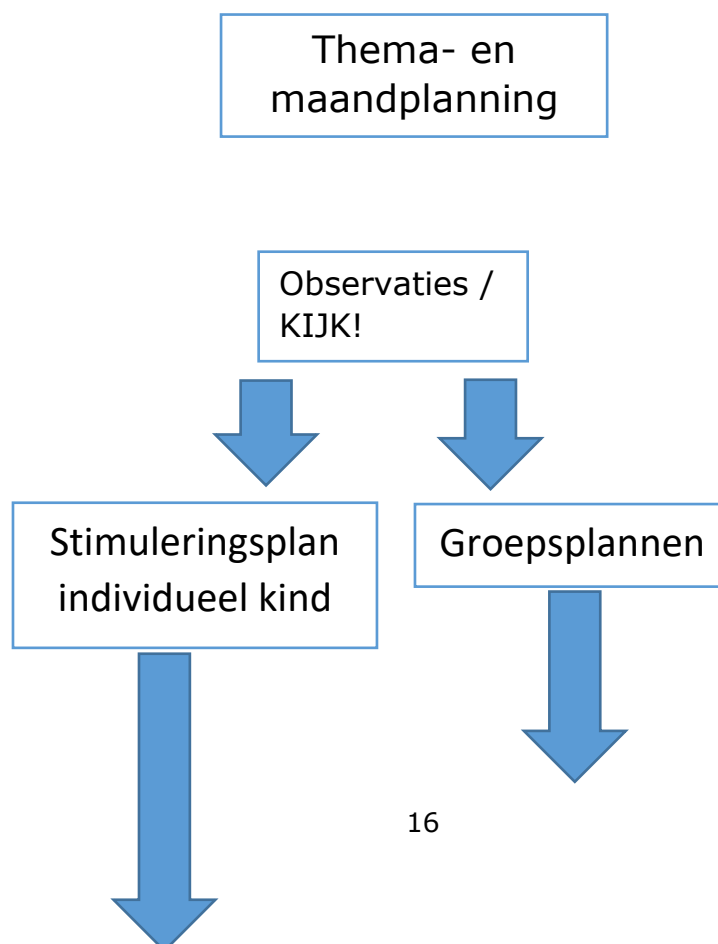 Thema- en
maandplanning
Observaties /
KIJK!
Stimuleringsplan
individueel kind
Groepsplannen
16